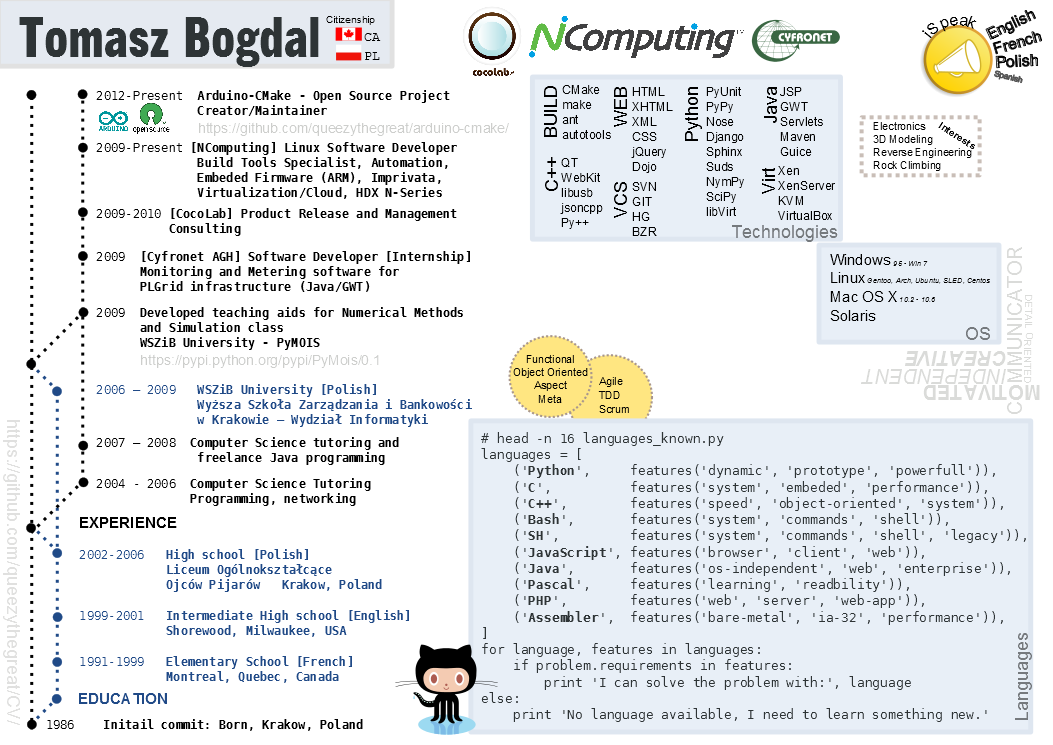 Tomasz Bogdal
Citizenship
CA
PL
2012-Present Arduino-CMake - Open Source Project
Creator/Maintainer
ARDUINO
open source
https://github.com/queezythegreat/arduino-cmake/
2009-Present [NComputing] Linux Software Developer
Build Tools Specialist, Automation,
Embeded Firmware (ARM), Imprivata,
Virtualization/Cloud, HDX N-Series
2009-2010 [CocoLab] Product Release and Management
Consulting
2009 [Cyfronet AGH] Software Developer [Internship]
Monitoring and Metering software for
PLGrid infrastructure (Java/GWT)
2009 Developed teaching aids for Numerical Methods
and Simulation class
WSZiB University - PyMOIS
https://pypi.python.org/pypi/PyMois/0.1
2006 – 2009 WSZiB University [Polish]
Wyższa Szkoła Zarządzania i Bankowości
w Krakowie – Wydział Informatyki
2007 – 2008 Computer Science tutoring and
freelance Java programming
2004 - 2006 Computer Science Tutoring
Programming, networking
EXPERIENCE
2002-2006 High school [Polish]
Liceum Ogólnokształcące
Ojców Pijarów Krakow, Poland
1999-2001 Intermediate High school [English]
Shorewood, Milwaukee, USA
1991-1999 Elementary School [French]
Montreal, Quebec, Canada
EDUCATION
1986 Initail commit: Born, Krakow, Poland
https://github.com/queezythegreat/CV/
cocolab
NComputing
CYFRONET
iSpeak
English
French
Polish
Spanish
BUILD
CMake
make
ant
autotools
C++
QT
WebKit
libusb
jsoncpp
Py++
WEB
HTML
XHTML
XML
CSS
jQuery
Dojo
VCS
SVN
GIT
HG
BZR
Python
PyUnit
PyPy
Nose
Django
Sphinx
Suds
NymPy
SciPy
libVirt
Java
JSP
GWT
Servlets
Maven
Guice
Virt
Xen
XenServer
KVM
VirtualBox
Technologies
Interests
Electronics
3D Modeling
Reverse Engineering
Rock Climbing
Windows 95 - Win 7
Linux Gentoo, Arch, Ubuntu, SLED, Centos
Mac OS X 10.2 - 10.6
Solaris
OS
COMMUNICATOR
DETAIL ORIENTED
CREATIVE
INDEPENDENT
MOTIVATED
Functional
Object Oriented
Aspect
Meta
Agile
TDD
Scrum
# head -n 16 languages_known.py
languages = [
('Python', features('dynamic', 'prototype', 'powerfull')),
('C', features('system', 'embeded', 'performance')),
('C++', features('speed', 'object-oriented', 'system')),
('Bash', features('system', 'commands', 'shell')),
('SH', features('system', 'commands', 'shell', 'legacy')),
('JavaScript', features('browser', 'client', 'web')),
('Java', features('os-independent', 'web', 'enterprise')),
('Pascal', features('learning', 'readbility')),
('PHP', features('web', 'server', 'web-app')),
('Assembler', features('bare-metal', 'ia-32', 'performance')),
]
for language, features in languages:
if problem.requirements in features:
print 'I can solve the problem with:', language
else:
print 'No language available, I need to learn something new.'
Languages